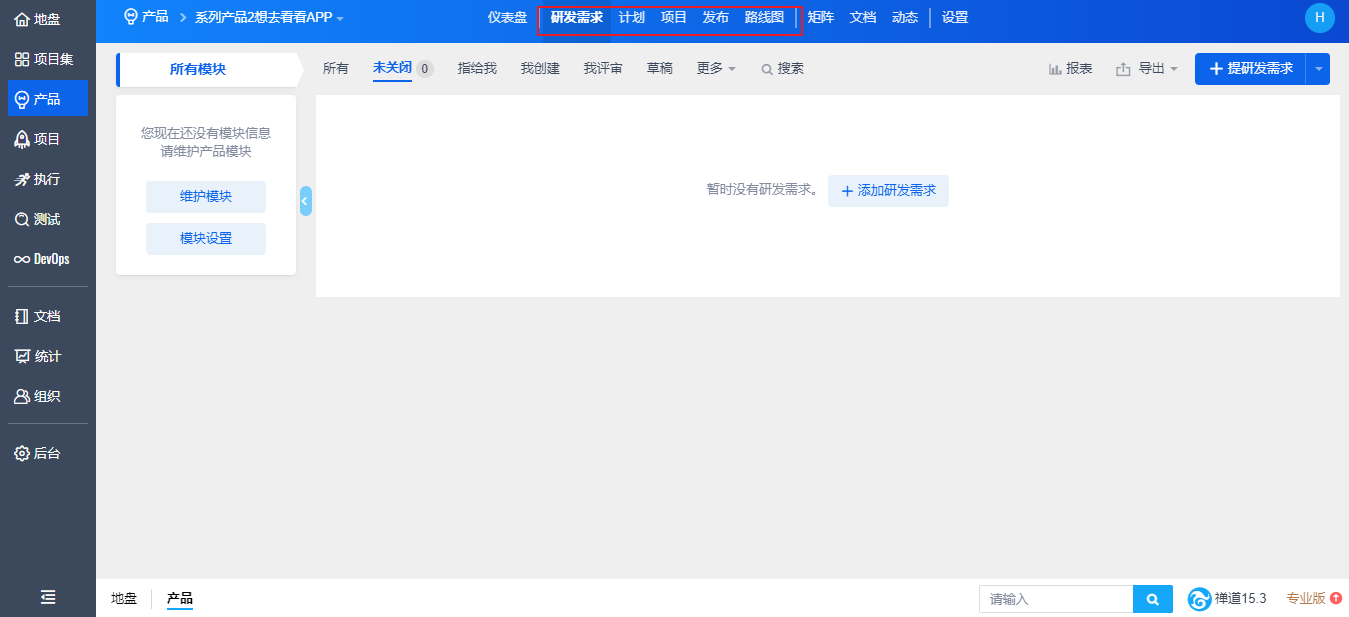 地盘
项目集
产品
项目
执行
测试
DevOps
文档
统计
组织
后台
产品 系列产品2想去看看APP
仪表盘 研发需求 计划 项目 发布 路线图 矩阵 文档 动态 设置
H
所有模块
所有 未关闭 0 指给我 我创建 我评审 草稿 更多 搜索
报表 导出 提研发需求
您现在还没有模块信息
请维护产品模块
维护模块
模块设置
暂时没有研发需求。 添加研发需求
地盘 产品
请输入
禅道15.3 专业版